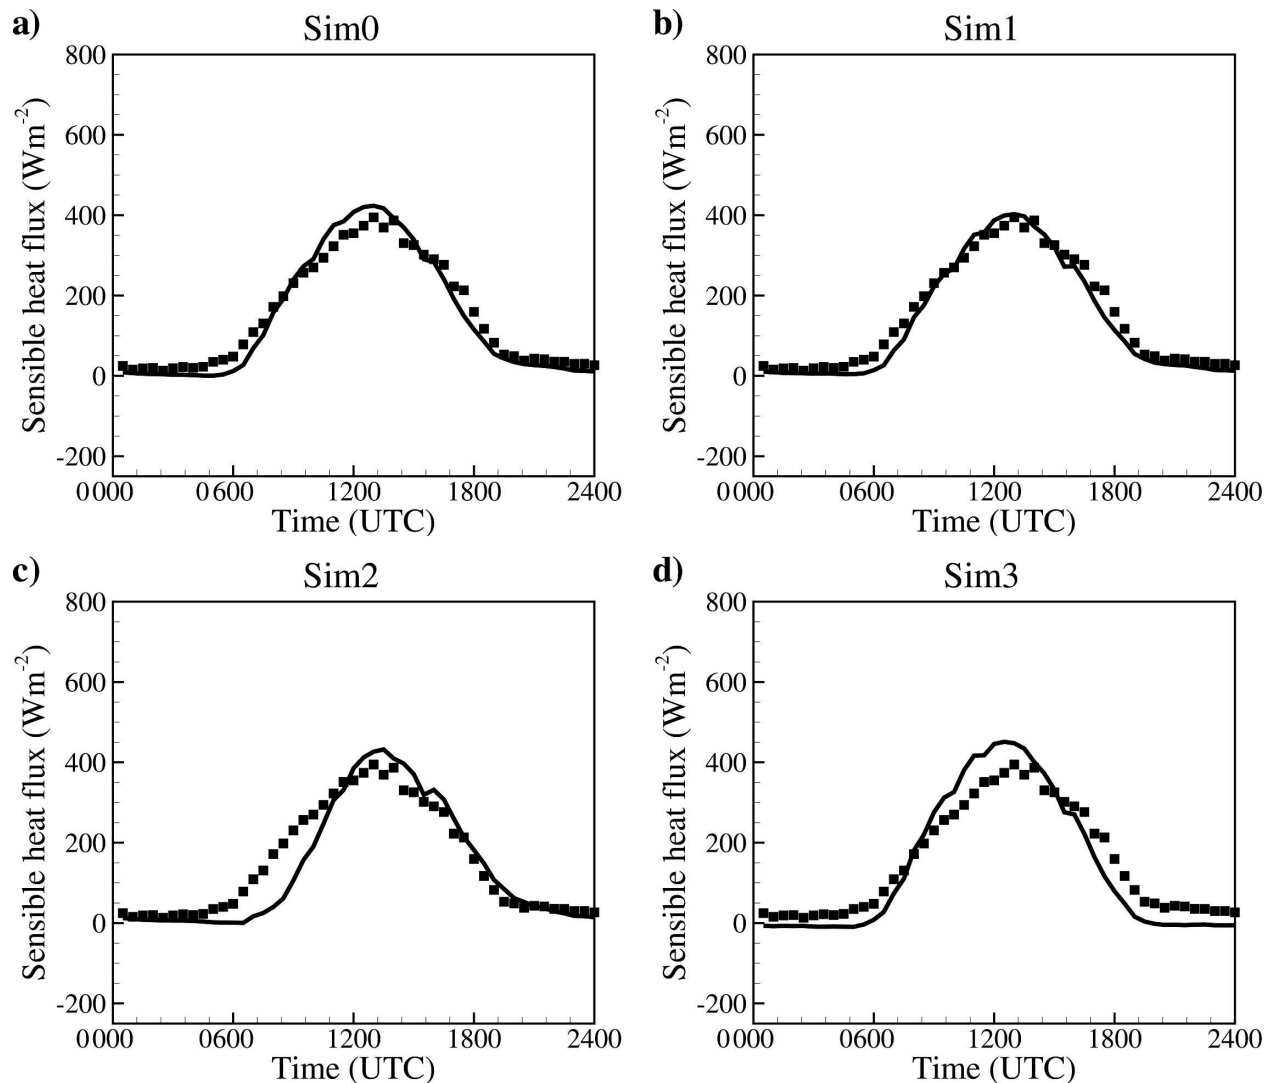 a)
Sim0
800
600
400
200
0
-200
Sensible heat flux (Wm⁻²)
0000 0600 1200 1800 2400
Time (UTC)
b)
Sim1
800
600
400
200
0
-200
Sensible heat flux (Wm⁻²)
0000 0600 1200 1800 2400
Time (UTC)
c)
Sim2
800
600
400
200
0
-200
Sensible heat flux (Wm⁻²)
0000 0600 1200 1800 2400
Time (UTC)
d)
Sim3
800
600
400
200
0
-200
Sensible heat flux (Wm⁻²)
0000 0600 1200 1800 2400
Time (UTC)